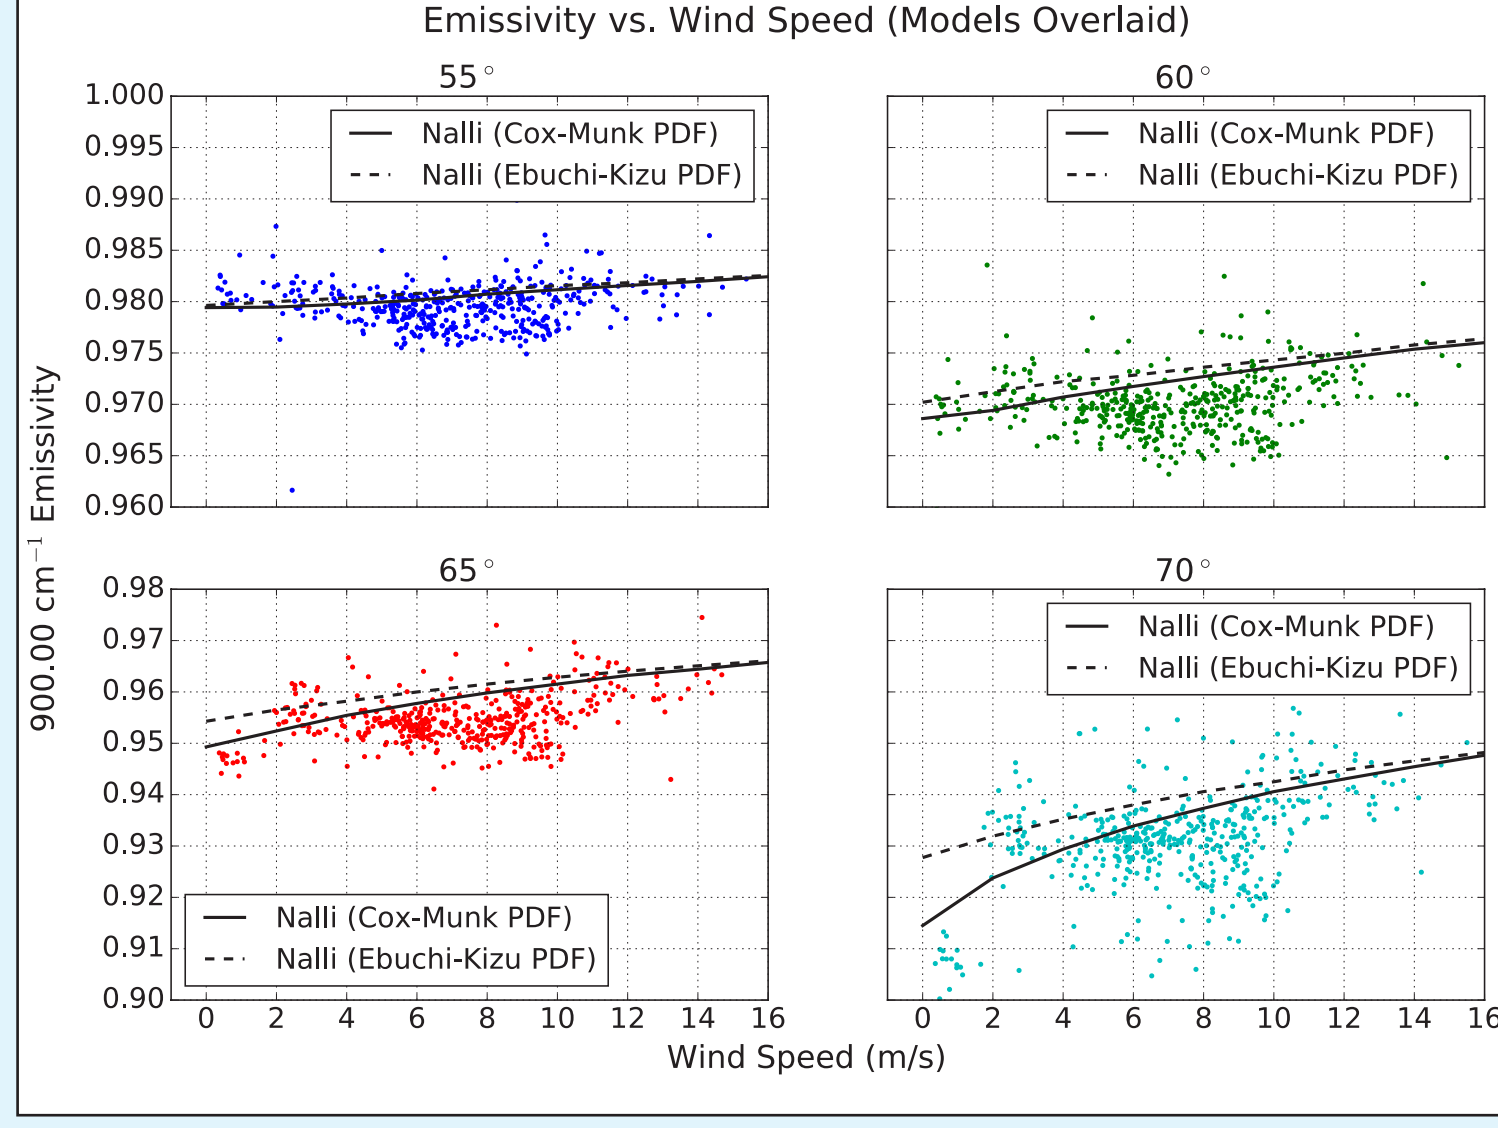 Emissivity vs. Wind Speed (Models Overlaid)
55°
60°
1.000
0.995
0.990
0.985
0.980
0.975
0.970
0.965
0.960
Nalli (Cox-Munk PDF)
Nalli (Ebuchi-Kizu PDF)
Nalli (Cox-Munk PDF)
Nalli (Ebuchi-Kizu PDF)
900.00 cm⁻¹ Emissivity
65°
70°
0.98
0.97
0.96
0.95
0.94
0.93
0.92
0.91
0.90
Nalli (Cox-Munk PDF)
Nalli (Ebuchi-Kizu PDF)
Nalli (Cox-Munk PDF)
Nalli (Ebuchi-Kizu PDF)
0 2 4 6 8 10 12 14 16
0 2 4 6 8 10 12 14 16
Wind Speed (m/s)